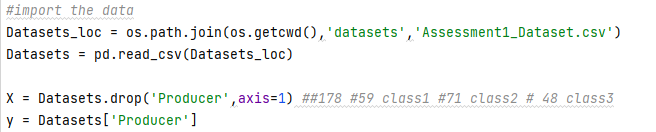 #import the data
Datasets_loc = os.path.join(os.getcwd(),'datasets','Assessment1_Dataset.csv')
Datasets = pd.read_csv(Datasets_loc)
X = Datasets.drop('Producer',axis=1) ##178 #59 class1 #71 class2 # 48 class3
y = Datasets['Producer']